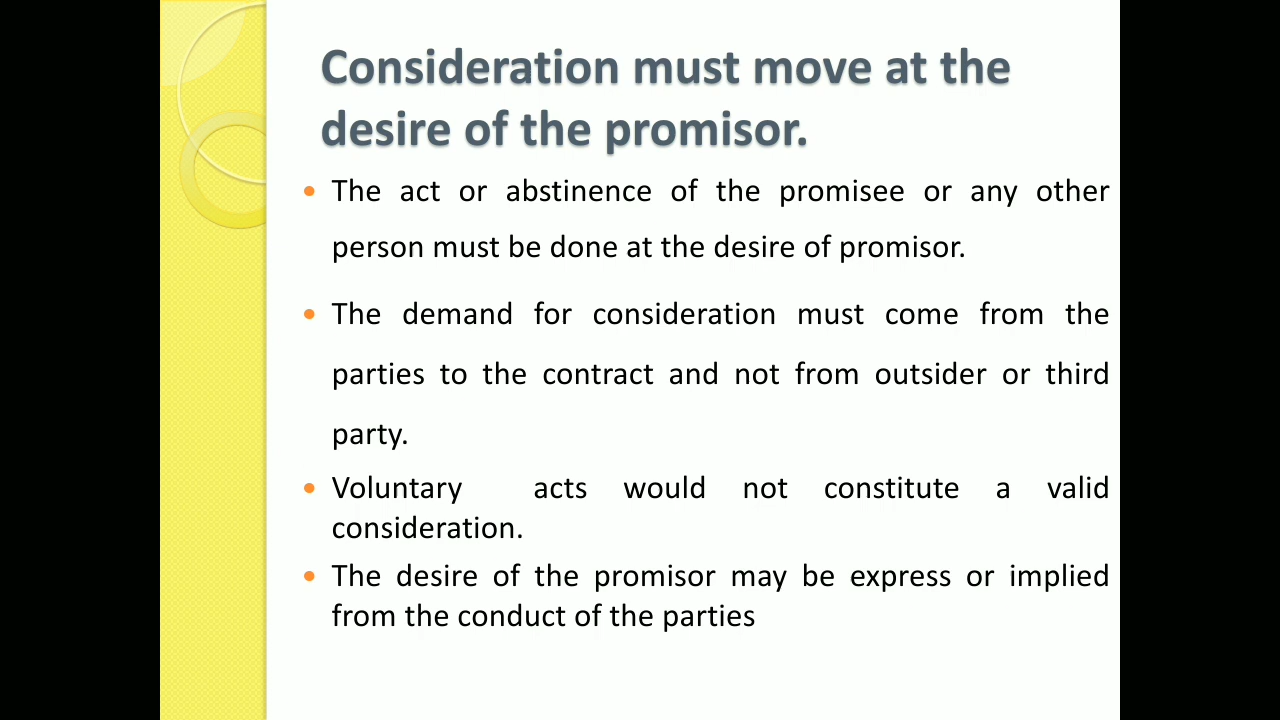 Consideration must move at the
desire of the promisor.
The act or abstinence of the promisee or any other
person must be done at the desire of promisor.
The demand for consideration must come from the
parties to the contract and not from outsider or third
party.
Voluntary acts would not constitute a valid
consideration.
The desire of the promisor may be express or implied
from the conduct of the parties